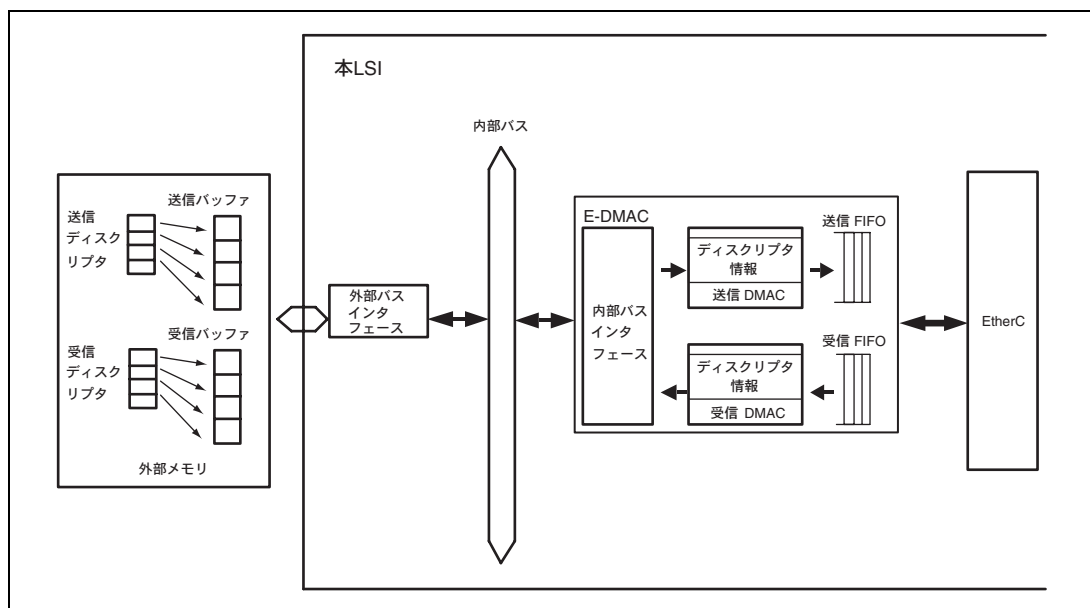 本LSI
内部バス
送信バッファ
送信
ディスク
リプタ
受信バッファ
受信
ディスク
リプタ
外部メモリ
外部バス
インタ
フェース
E-DMAC
内部バス
インタ
フェース
ディスクリプタ
情報
送信 DMAC
送信 FIFO
ディスクリプタ
情報
受信 DMAC
受信 FIFO
EtherC